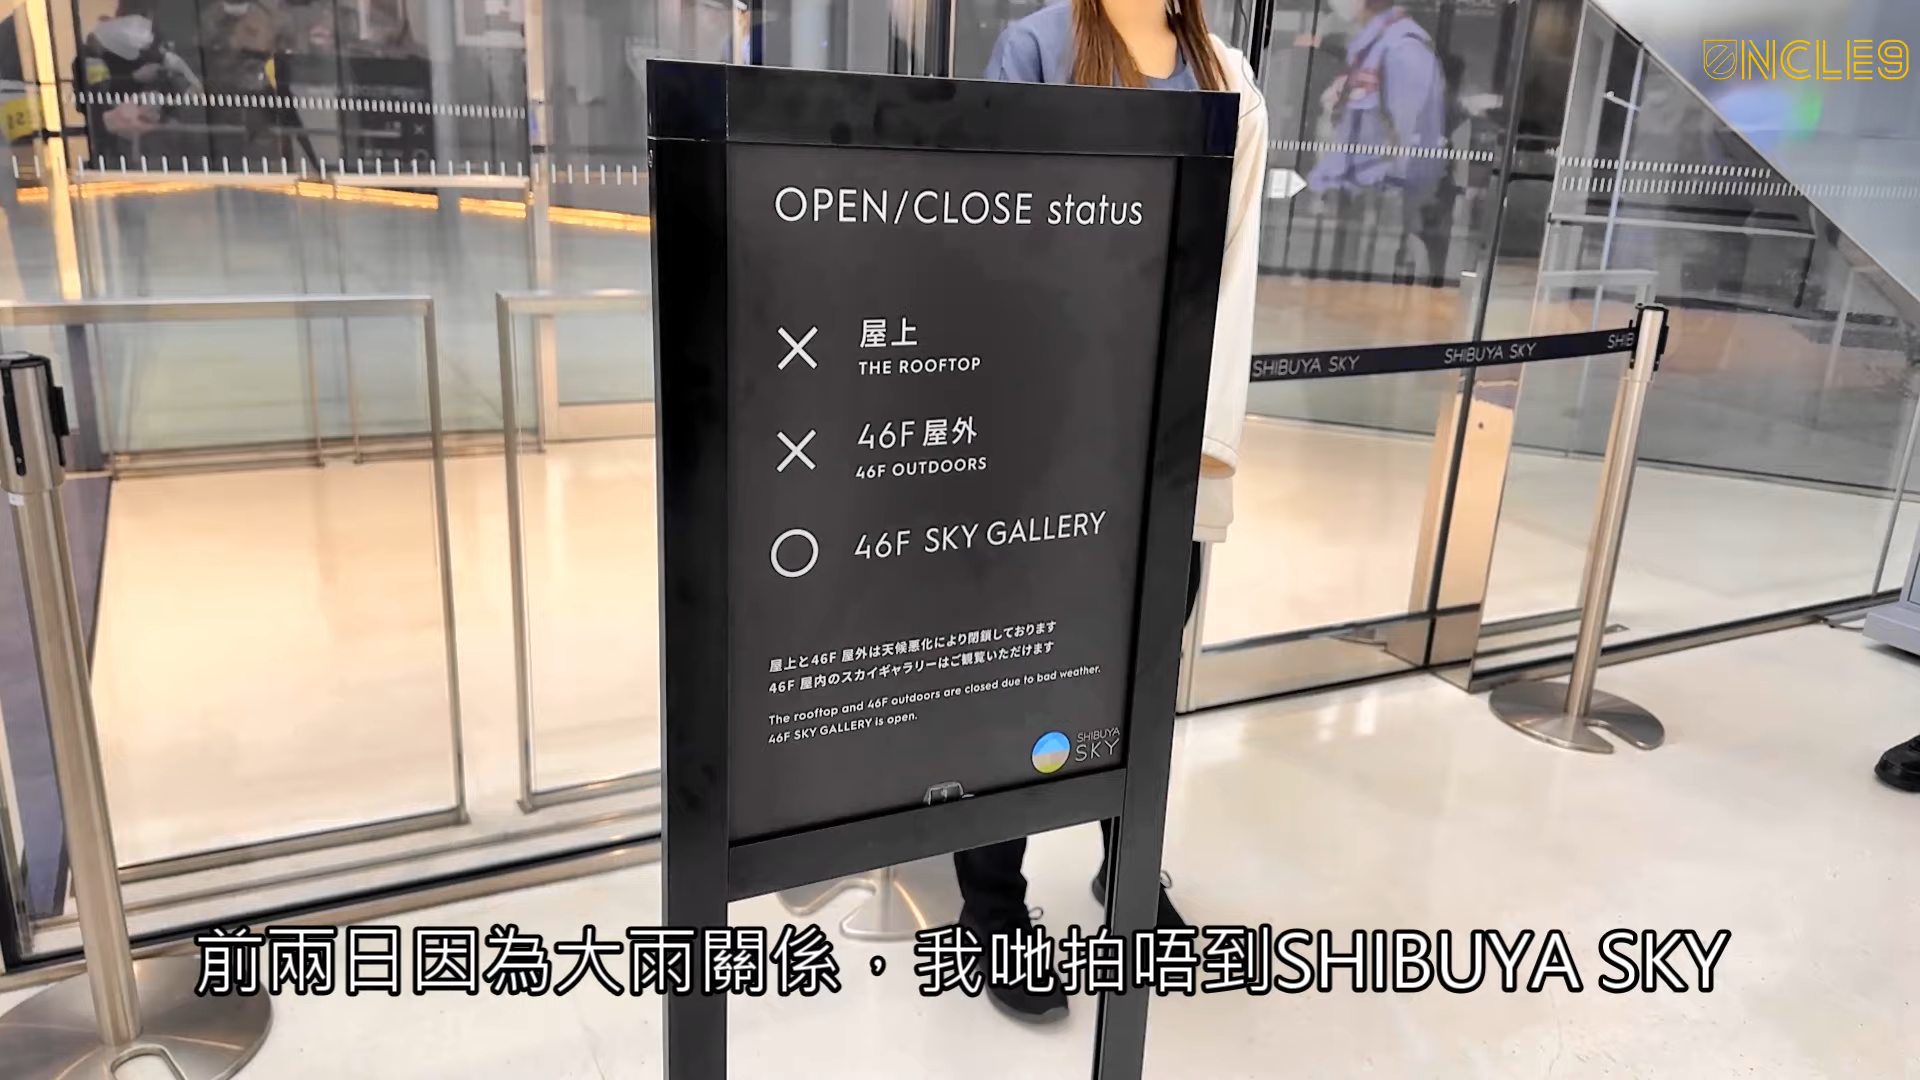 UNCLE9
OPEN/CLOSE status
× 屋上
THE ROOFTOP
× 46F 屋外
46F OUTDOORS
○ 46F SKY GALLERY
屋上と46F 屋外は天候悪化により閉鎖しております
46F 屋内のスカイギャラリーはご観覧いただけます
The rooftop and 46F outdoors are closed due to bad weather.
46F SKY GALLERY is open.
SHIBUYA
SKY
SHIBUYA SKY SHIBUYA SKY SHIB
前兩日因為大雨關係，我哋拍唔到SHIBUYA SKY